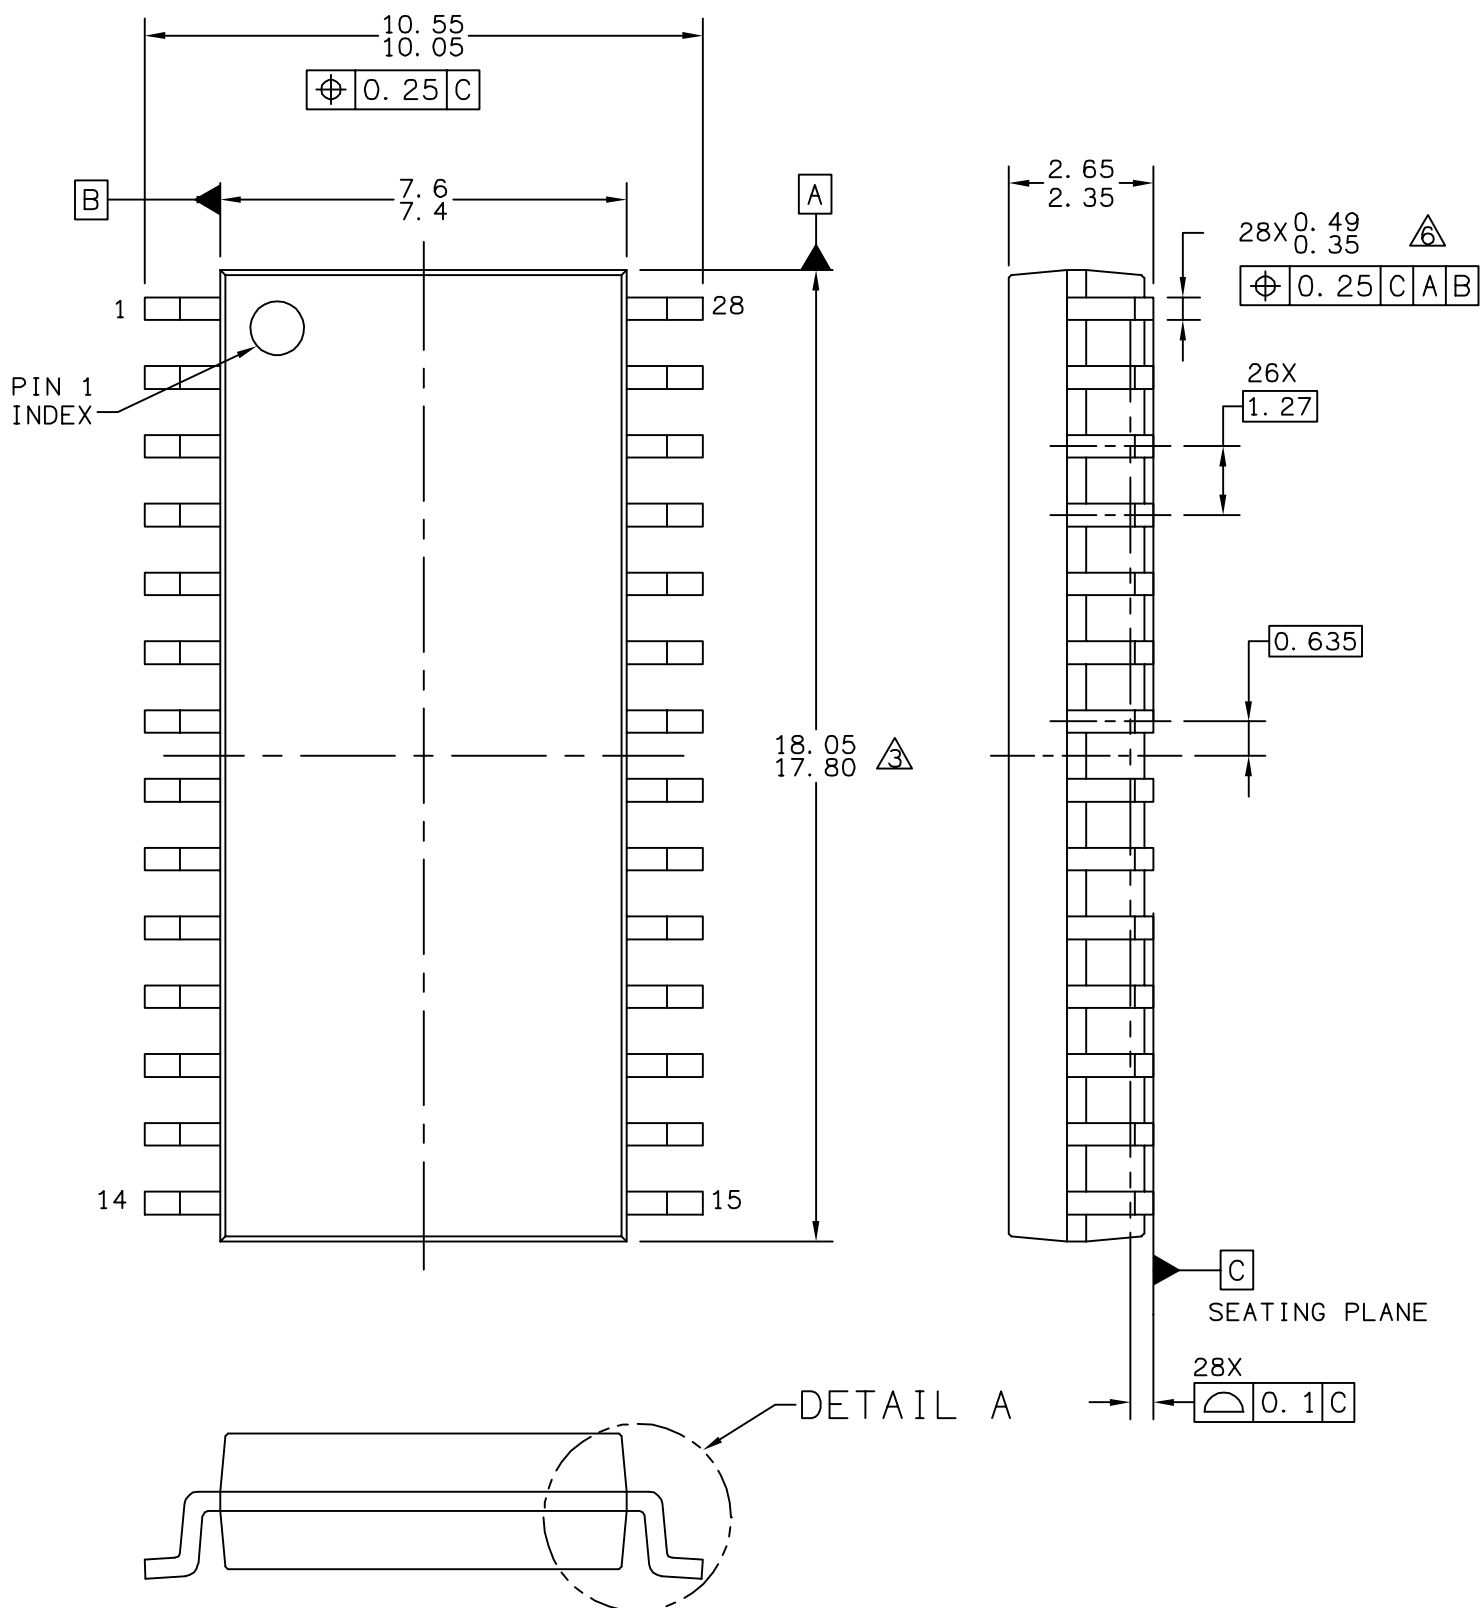 10.55
10.05
⌖ 0.25 C
B
7.6
7.4
A
2.65
2.35
28X 0.49
0.35
6
⌖ 0.25 C A B
1
28
PIN 1
INDEX
26X
1.27
0.635
18.05
17.80
3
14
15
C
SEATING PLANE
28X
⌓ 0.1 C
DETAIL A